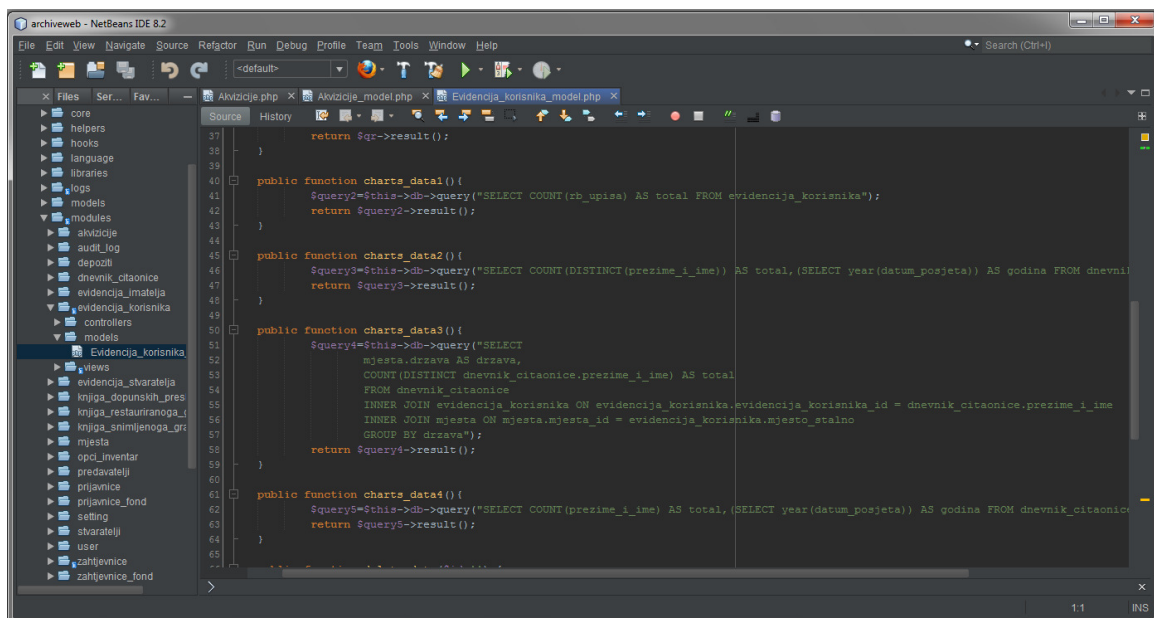 archiveweb - NetBeans IDE 8.2
File Edit View Navigate Source Refactor Run Debug Profile Team Tools Window Help
Search (Ctrl+I)
<default>
Files Ser... Fav...
Akvizicije.php Akvizicije_model.php Evidencija_korisnika_model.php
Source History
core
helpers
hooks
language
libraries
logs
models
modules
akvizicije
audit_log
depoziti
dnevnik_citaonice
evidencija_imatelja
evidencija_korisnika
controllers
models
Evidencija_korisnika_
views
evidencija_stvaratelja
knjiga_dopunskih_pres
knjiga_restauriranoga_
knjiga_snimljenoga_gra
mjesta
opci_inventar
predavatelji
prijavnice
prijavnice_fond
setting
stvaratelji
user
zahtjevnice
zahtjevnice_fond
37 return $qr->result();
38 }
39
40 public function charts_data1(){
41 $query2=$this->db->query("SELECT COUNT(rb_upisa) AS total FROM evidencija_korisnika");
42 return $query2->result();
43 }
44
45 public function charts_data2(){
46 $query3=$this->db->query("SELECT COUNT(DISTINCT(prezime_i_ime)) AS total,(SELECT year(datum_posjeta)) AS godina FROM dnevni
47 return $query3->result();
48 }
49
50 public function charts_data3(){
51 $query4=$this->db->query("SELECT
52 mjesta.drzava AS drzava,
53 COUNT(DISTINCT dnevnik_citaonice.prezime_i_ime) AS total
54 FROM dnevnik_citaonice
55 INNER JOIN evidencija_korisnika ON evidencija_korisnika.evidencija_korisnika_id = dnevnik_citaonice.prezime_i_ime
56 INNER JOIN mjesta ON mjesta.mjesta_id = evidencija_korisnika.mjesto_stalno
57 GROUP BY drzava");
58 return $query4->result();
59 }
60
61 public function charts_data4(){
62 $query5=$this->db->query("SELECT COUNT(prezime_i_ime) AS total,(SELECT year(datum_posjeta)) AS godina FROM dnevnik_citaonice
63 return $query5->result();
64 }
65
1:1 INS